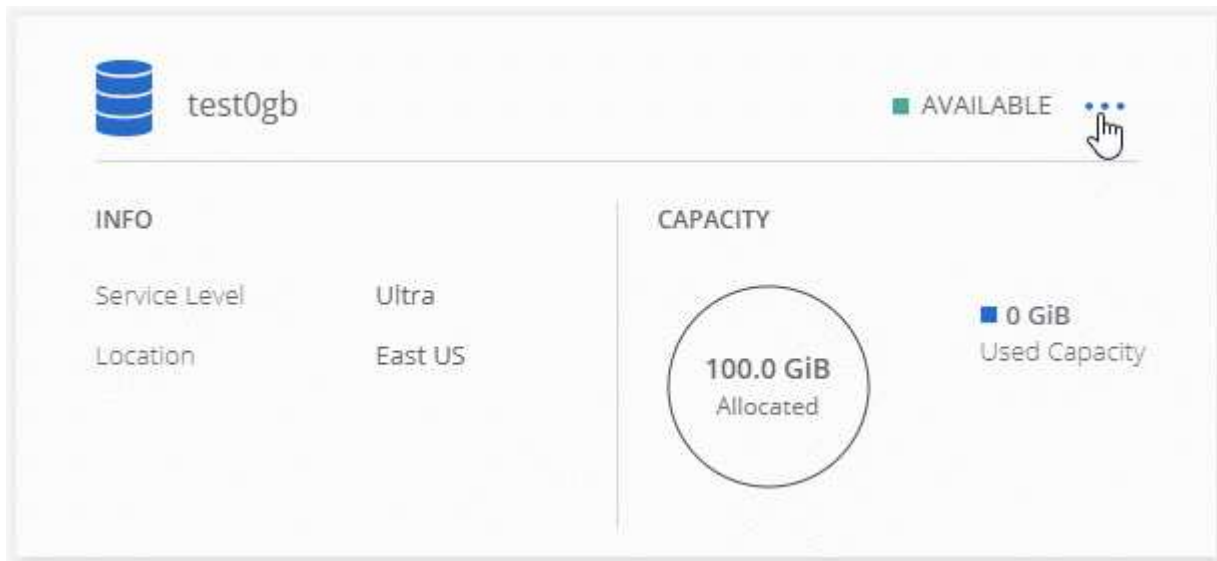 test0gb
AVAILABLE
INFO
Service Level Ultra
Location East US
CAPACITY
100.0 GiB
Allocated
0 GiB
Used Capacity